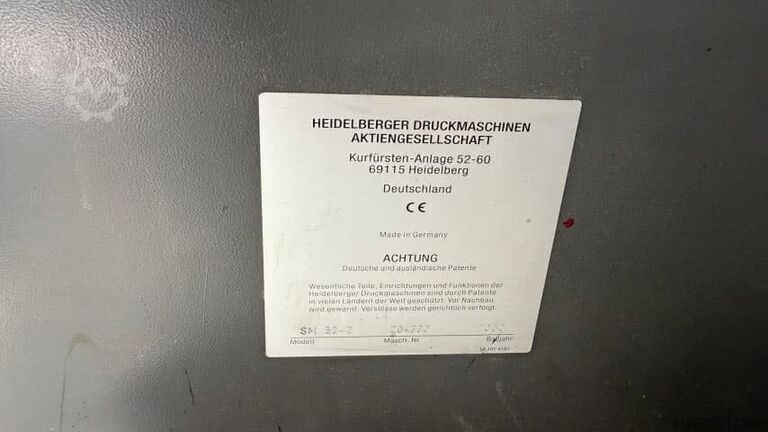 HEIDELBERGER DRUCKMASCHINEN
AKTIENGESELLSCHAFT
Kurfürsten-Anlage 52-60
69115 Heidelberg
Deutschland
CE
Made in Germany
ACHTUNG
Deutsche und ausländische Patente
Wesentliche Teile, Einrichtungen und Funktionen der
Heidelberger Druckmaschinen sind durch Patente
in vielen Ländern der Welt geschützt. Vor Nachbau
wird gewarnt. Verstösse werden gerichtlich verfolgt.
SM
Modell Masch. Nr. Baujahr